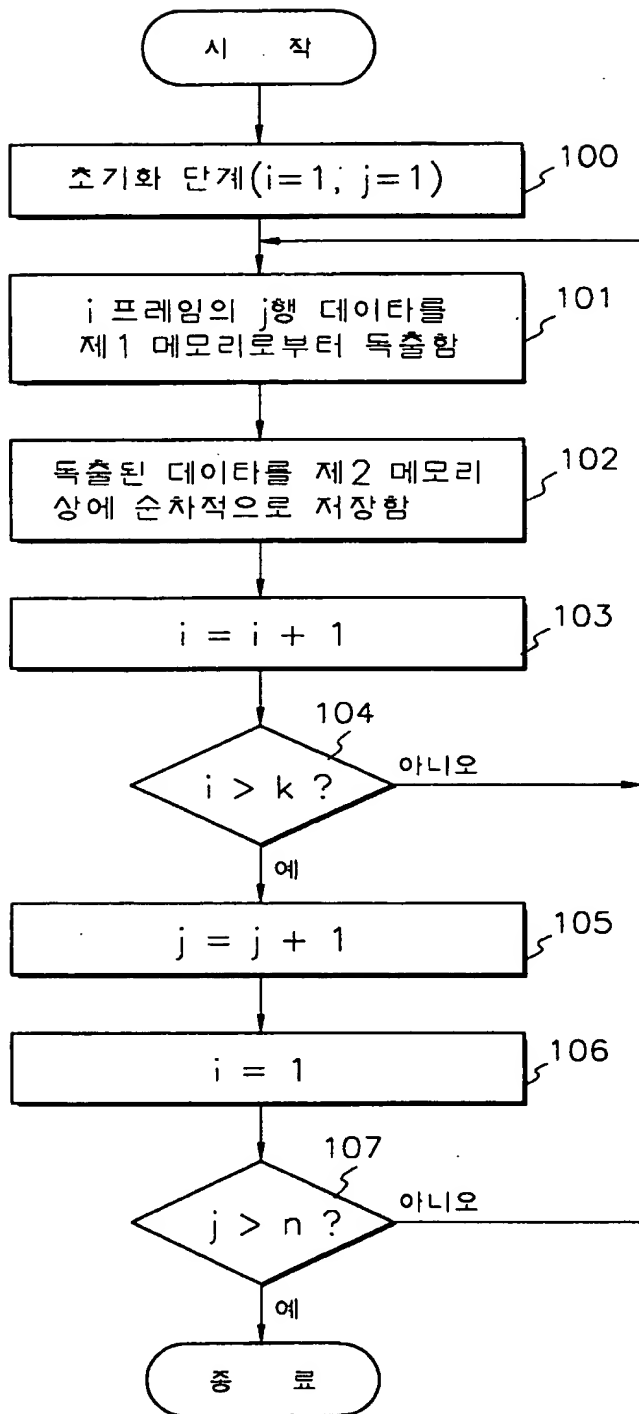 시 작
초기화 단계(i=1, j=1)
100
i 프레임의 j행 데이타를
제1 메모리로부터 독출함
101
독출된 데이타를 제2 메모리
상에 순차적으로 저장함
102
i = i + 1
103
104
i > k ?
아니오
예
j = j + 1
105
i = 1
106
107
j > n ?
아니오
예
종 료